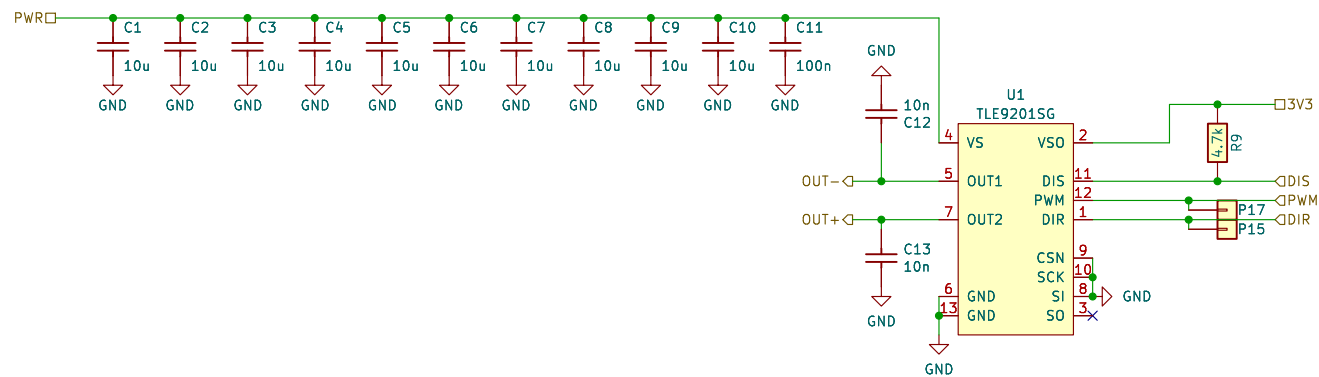 PWR
C1 C2 C3 C4 C5 C6 C7 C8 C9 C10 C11
10u 10u 10u 10u 10u 10u 10u 10u 10u 10u 100n
GND GND GND GND GND GND GND GND GND GND GND
GND
10n
C12
U1
TLE9201SG
3V3
4.7k
R9
4 VS VSO 2
OUT- 5 OUT1 DIS 11 DIS
PWM 12 PWM
P17
OUT+ 7 OUT2 DIR 1 DIR
P15
C13
10n
CSN 9
SCK 10
6 GND SI 8 GND
13 GND SO 3
GND
GND